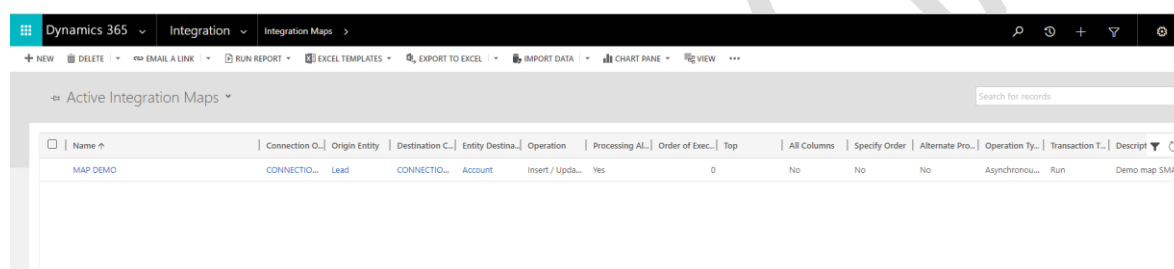 Dynamics 365 Integration Integration Maps >
NEW DELETE EMAIL A LINK RUN REPORT EXCEL TEMPLATES EXPORT TO EXCEL IMPORT DATA CHART PANE VIEW ...
Active Integration Maps
Search for records
Name ↑ Connection O... Origin Entity Destination C... Entity Destina... Operation Processing Al... Order of Exec... Top All Columns Specify Order Alternate Pro... Operation Ty... Transaction T... Descript
MAP DEMO CONNECTIO... Lead CONNECTIO... Account Insert / Upda... Yes 0 No No No Asynchronou... Run Demo map SMA